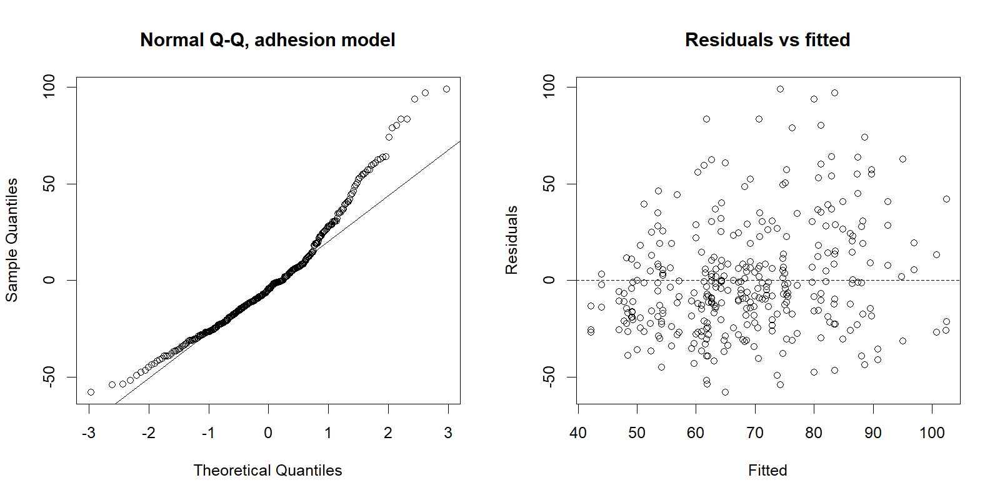 Normal Q-Q, adhesion model
Sample Quantiles
100
50
0
-50
-3 -2 -1 0 1 2 3
Theoretical Quantiles
Residuals vs fitted
Residuals
100
50
0
-50
40 50 60 70 80 90 100
Fitted